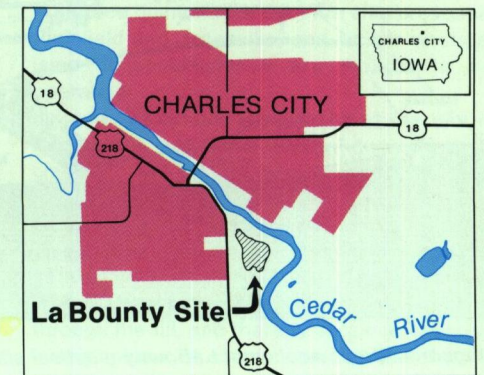 CHARLES CITY
IOWA
18
CHARLES CITY
18
218
La Bounty Site
Cedar
River
218